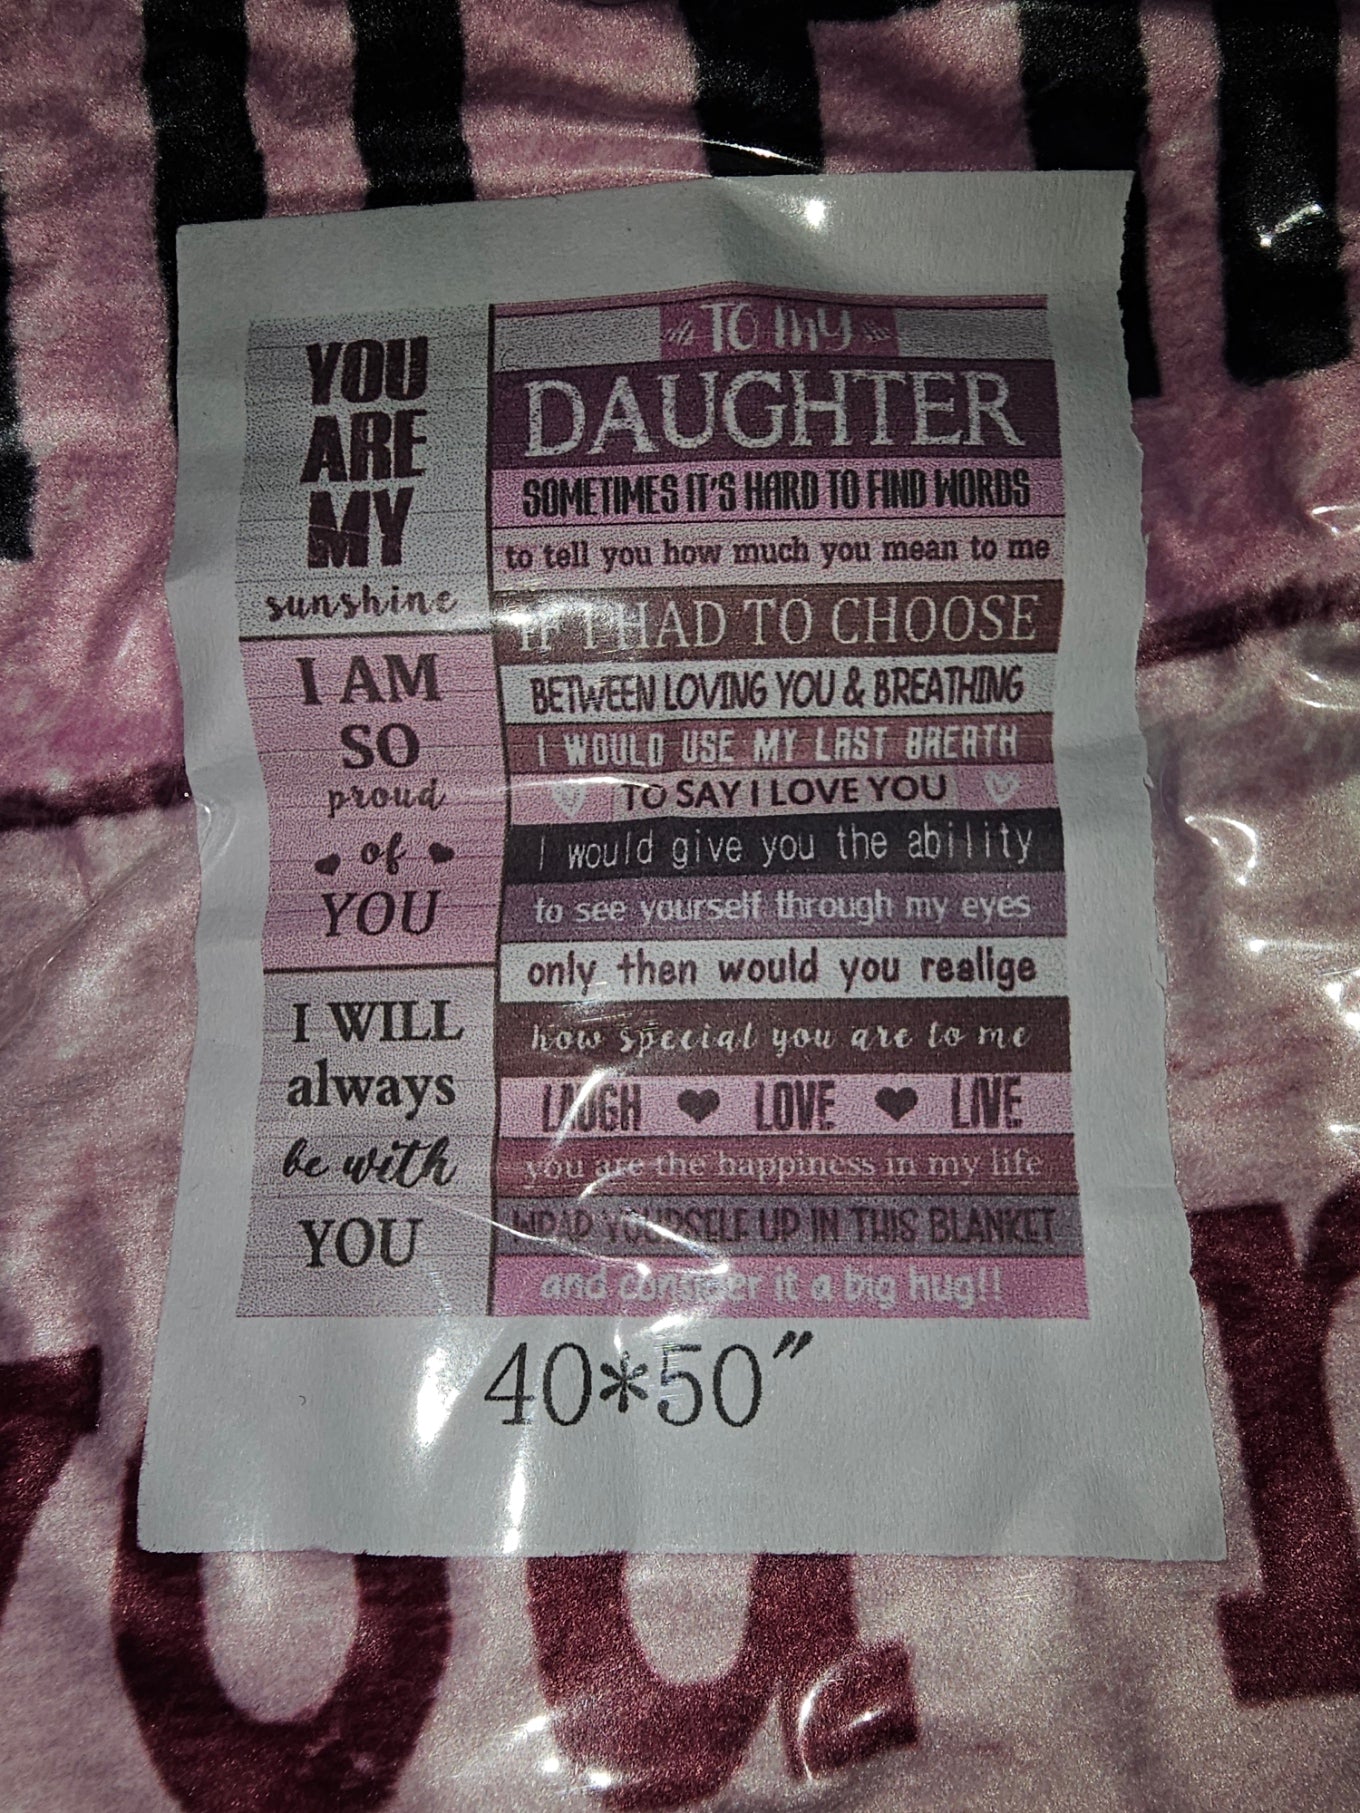 YOU
ARE
MY
sunshine
I AM
SO
proud
of
YOU
I WILL
always
be with
YOU
TO MY
DAUGHTER
SOMETIMES IT'S HARD TO FIND WORDS
to tell you how much you mean to me
IF I HAD TO CHOOSE
BETWEEN LOVING YOU & BREATHING
I WOULD USE MY LAST BREATH
TO SAY I LOVE YOU
I would give you the ability
to see yourself through my eyes
only then would you realige
how special you are to me
LAUGH LOVE LIVE
you are the happiness in my life
WRAP YOURSELF UP IN THIS BLANKET
and consider it a big hug!!
40*50"